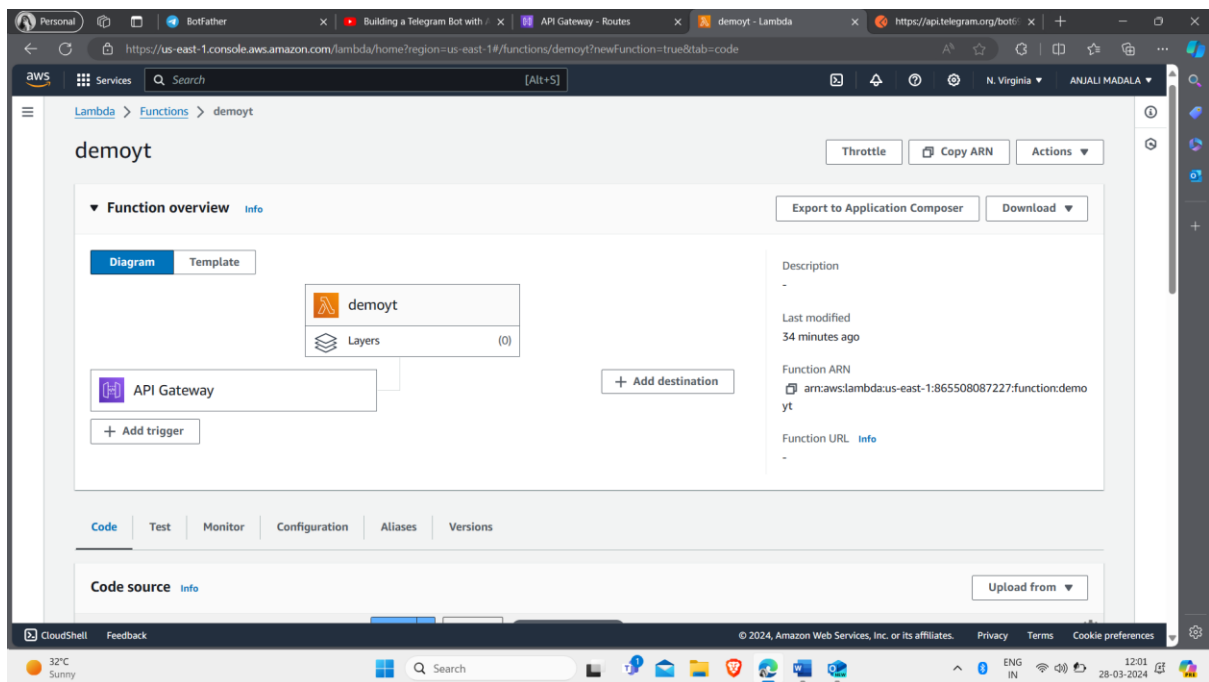 Personal
BotFather
Building a Telegram Bot with
API Gateway - Routes
demoyt - Lambda
https://api.telegram.org/bot6
https://us-east-1.console.aws.amazon.com/lambda/home?region=us-east-1#/functions/demoyt?newFunction=true&tab=code
aws
Services
Search
[Alt+S]
N. Virginia ▼
ANJALI MADALA ▼
Lambda > Functions > demoyt
demoyt
Throttle
Copy ARN
Actions ▼
▼ Function overview Info
Export to Application Composer
Download ▼
Diagram
Template
demoyt
Layers (0)
API Gateway
+ Add trigger
+ Add destination
Description
-
Last modified
34 minutes ago
Function ARN
arn:aws:lambda:us-east-1:865508087227:function:demo
yt
Function URL Info
-
Code
Test
Monitor
Configuration
Aliases
Versions
Code source Info
Upload from ▼
CloudShell
Feedback
© 2024, Amazon Web Services, Inc. or its affiliates.
Privacy
Terms
Cookie preferences
32°C
Sunny
Search
ENG
IN
12:01
28-03-2024